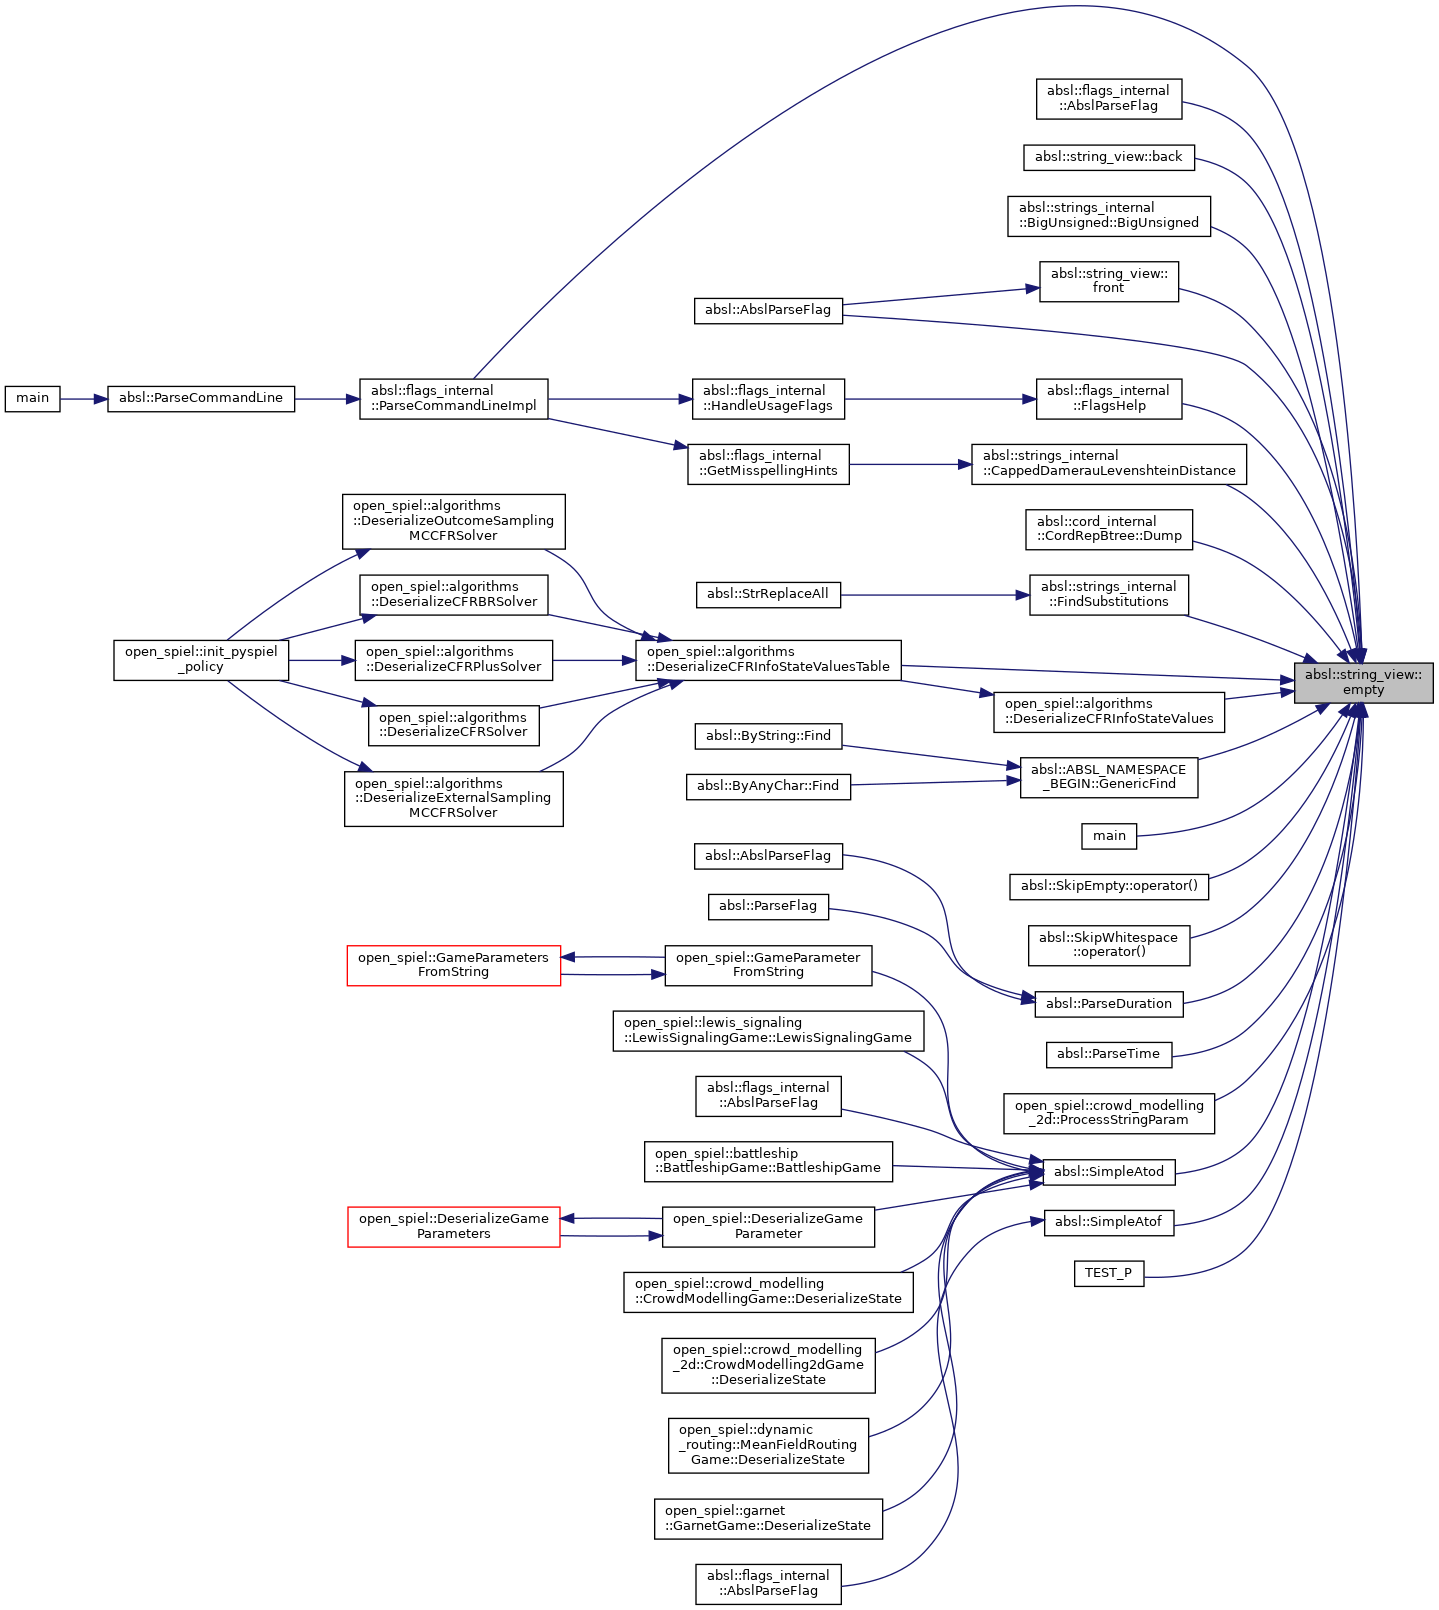 absl::flags_internal
::AbslParseFlag
absl::string_view::back
absl::strings_internal
::BigUnsigned::BigUnsigned
absl::string_view::
front
absl::AbslParseFlag
main
absl::ParseCommandLine
absl::flags_internal
::ParseCommandLineImpl
absl::flags_internal
::HandleUsageFlags
absl::flags_internal
::FlagsHelp
absl::flags_internal
::GetMisspellingHints
absl::strings_internal
::CappedDamerauLevenshteinDistance
open_spiel::algorithms
::DeserializeOutcomeSampling
MCCFRSolver
absl::cord_internal
::CordRepBtree::Dump
open_spiel::algorithms
::DeserializeCFRBRSolver
absl::StrReplaceAll
absl::strings_internal
::FindSubstitutions
open_spiel::init_pyspiel
_policy
open_spiel::algorithms
::DeserializeCFRPlusSolver
open_spiel::algorithms
::DeserializeCFRInfoStateValuesTable
absl::string_view::
empty
open_spiel::algorithms
::DeserializeCFRSolver
open_spiel::algorithms
::DeserializeCFRInfoStateValues
absl::ByString::Find
absl::ByAnyChar::Find
absl::ABSL_NAMESPACE
_BEGIN::GenericFind
open_spiel::algorithms
::DeserializeExternalSampling
MCCFRSolver
main
absl::AbslParseFlag
absl::SkipEmpty::operator()
absl::ParseFlag
absl::SkipWhitespace
::operator()
open_spiel::GameParameters
FromString
open_spiel::GameParameter
FromString
absl::ParseDuration
open_spiel::lewis_signaling
::LewisSignalingGame::LewisSignalingGame
absl::ParseTime
absl::flags_internal
::AbslParseFlag
open_spiel::crowd_modelling
_2d::ProcessStringParam
open_spiel::battleship
::BattleshipGame::BattleshipGame
absl::SimpleAtod
open_spiel::DeserializeGame
Parameters
open_spiel::DeserializeGame
Parameter
absl::SimpleAtof
TEST_P
open_spiel::crowd_modelling
::CrowdModellingGame::DeserializeState
open_spiel::crowd_modelling
_2d::CrowdModelling2dGame
::DeserializeState
open_spiel::dynamic
_routing::MeanFieldRouting
Game::DeserializeState
open_spiel::garnet
::GarnetGame::DeserializeState
absl::flags_internal
::AbslParseFlag